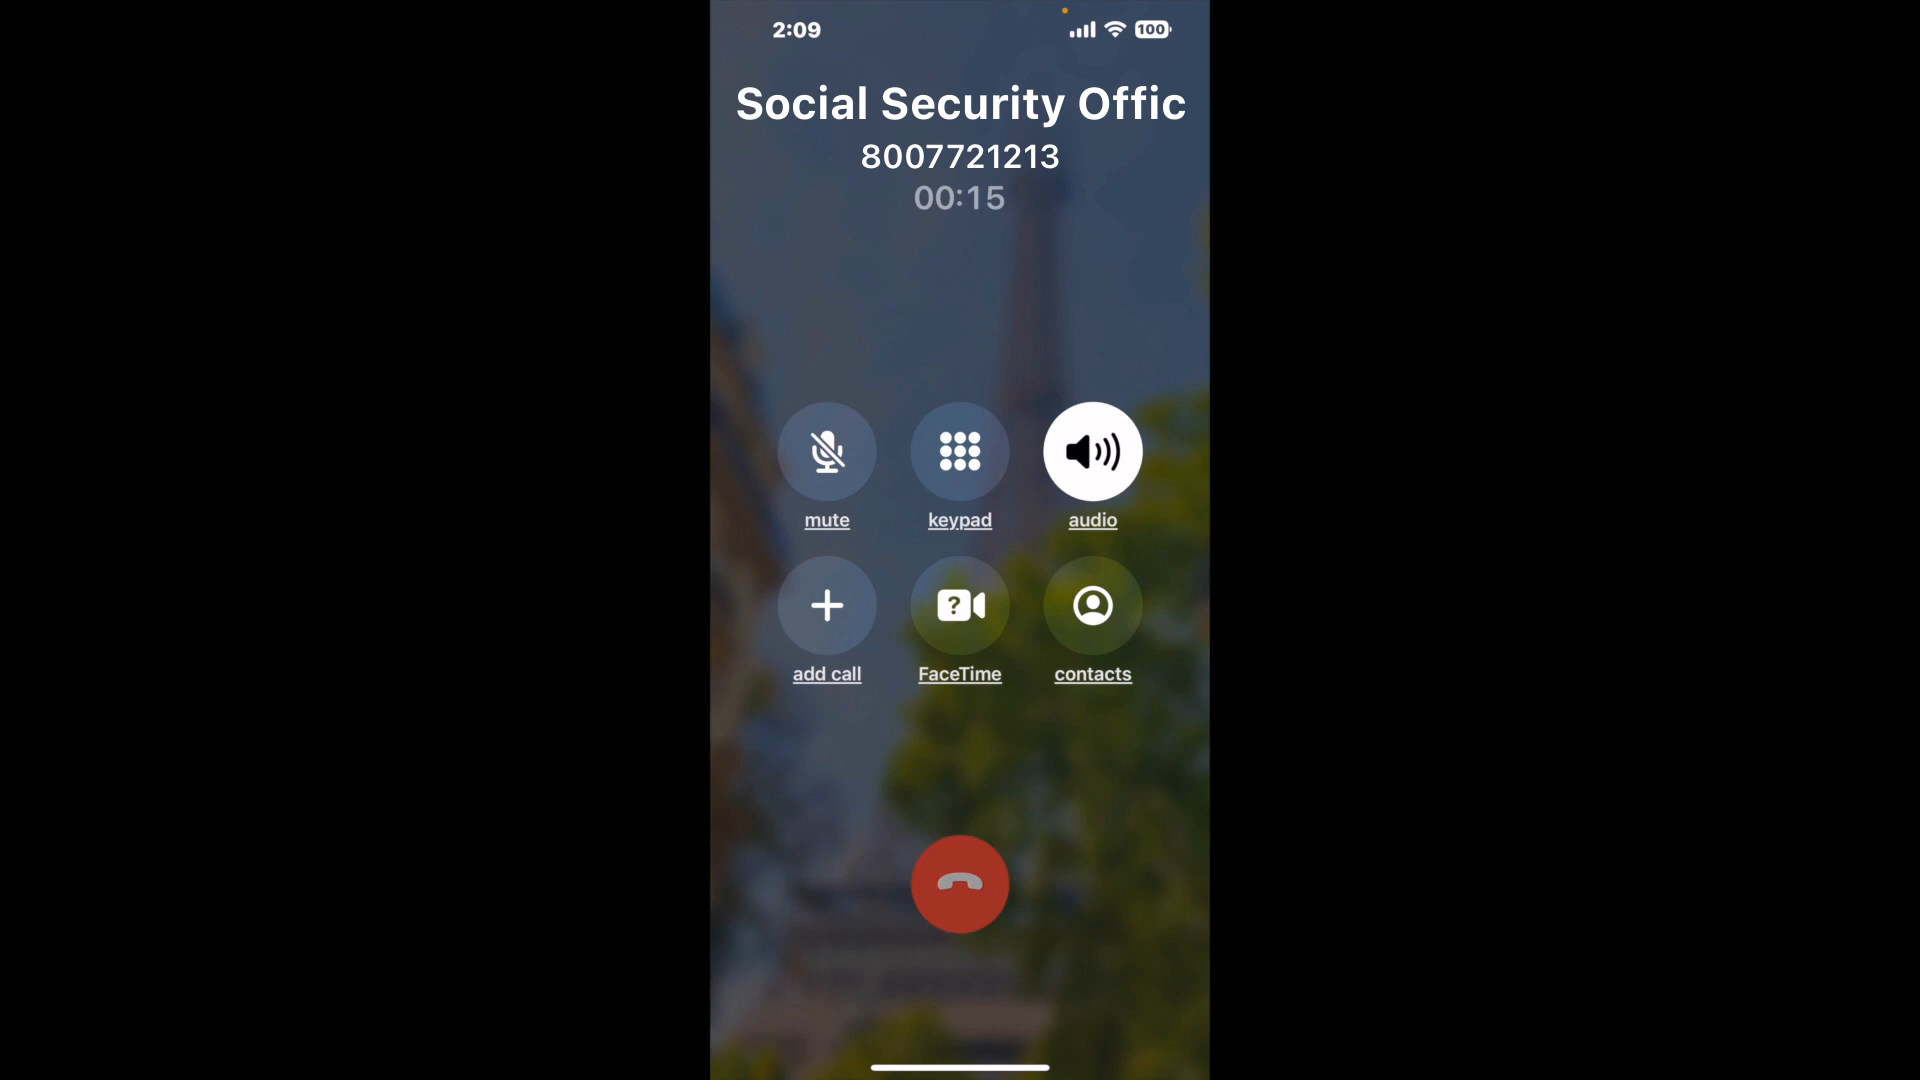 2:09
100
Social Security Offic
8007721213
00:15
mute
keypad
audio
?
add call
FaceTime
contacts